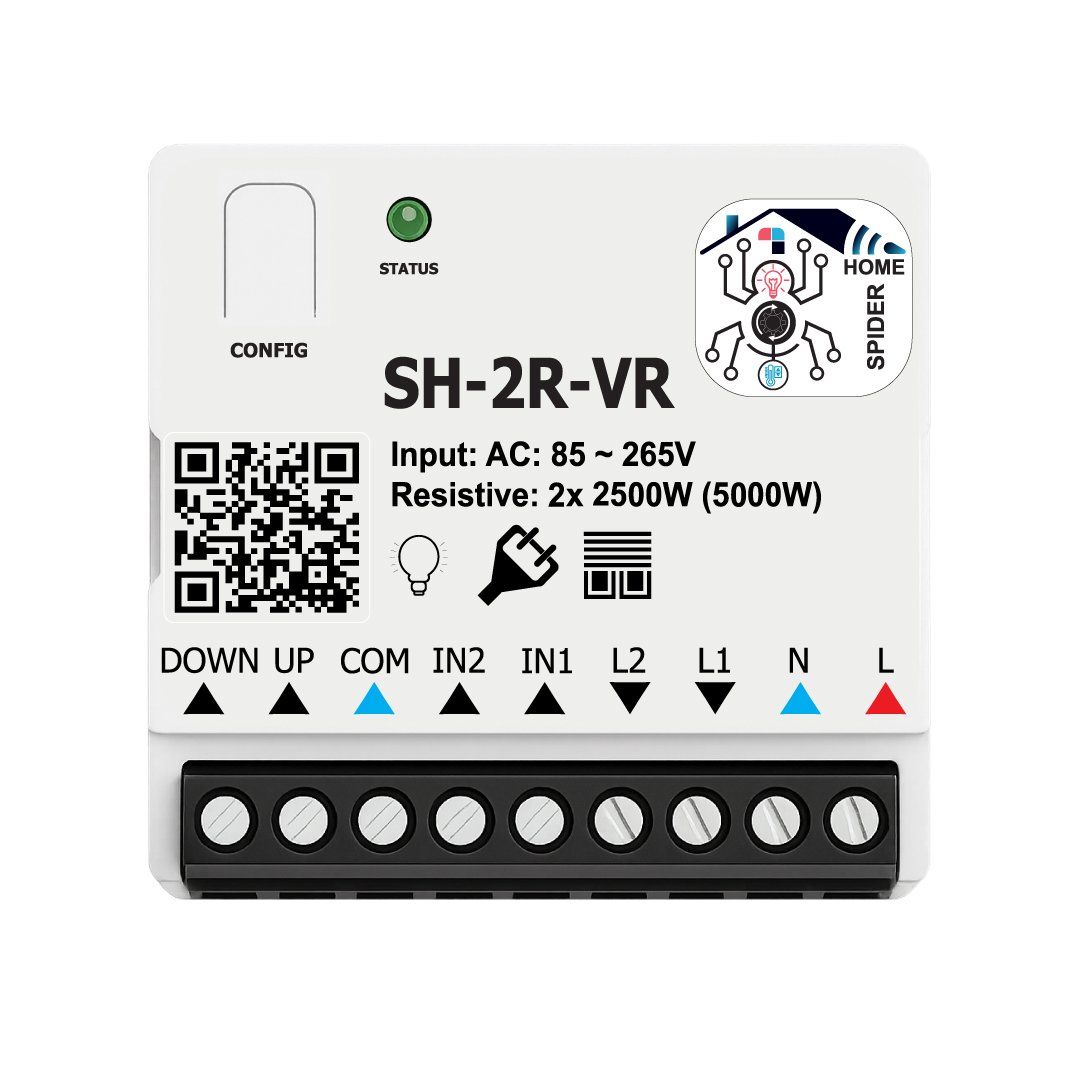 STATUS
CONFIG
HOME
SPIDER
SH-2R-VR
Input: AC: 85 ~ 265V
Resistive: 2x 2500W (5000W)
DOWN UP COM IN2 IN1 L2 L1 N L